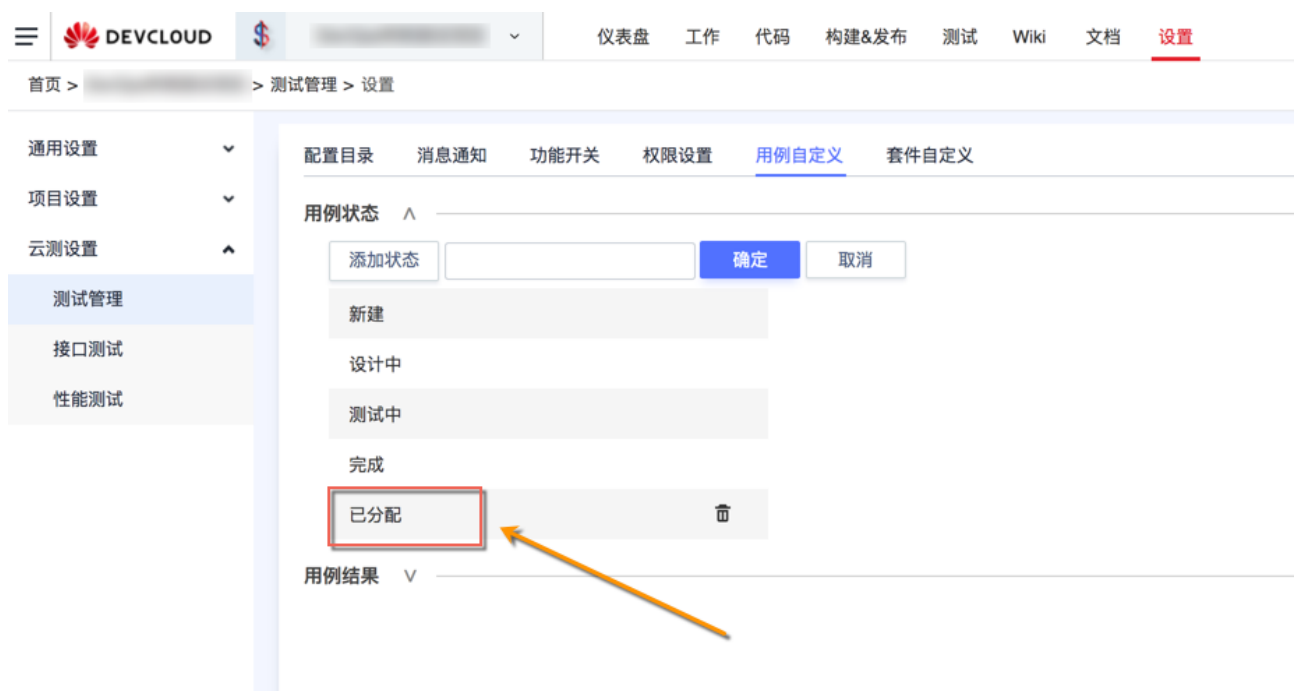 DEVCLOUD 仪表盘 工作 代码 构建&发布 测试 Wiki 文档 设置
首页 > > 测试管理 > 设置
通用设置
项目设置
云测设置
测试管理
接口测试
性能测试
配置目录 消息通知 功能开关 权限设置 用例自定义 套件自定义
用例状态
添加状态 确定 取消
新建
设计中
测试中
完成
已分配
用例结果